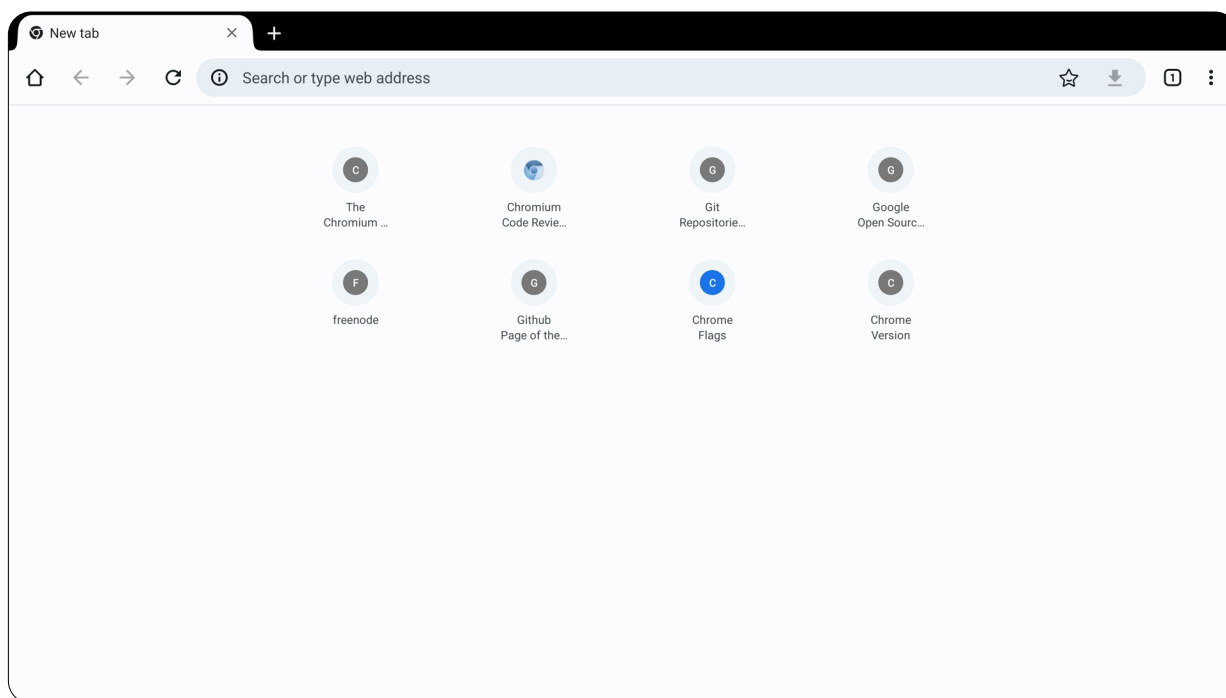 New tab
Search or type web address
1
C
G
G
The
Chromium ...
Chromium
Code Revie...
Git
Repositorie...
Google
Open Sourc...
F
G
C
C
freenode
Github
Page of the...
Chrome
Flags
Chrome
Version